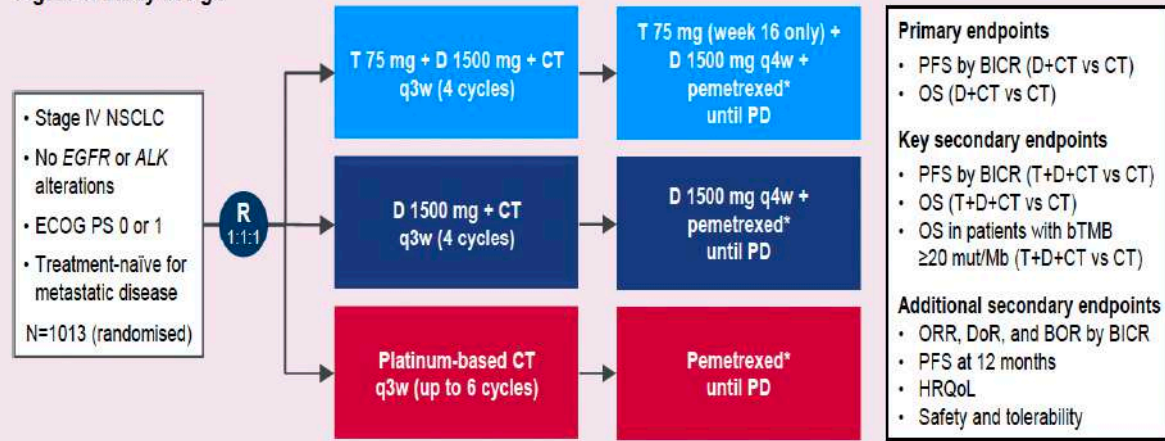 • Stage IV NSCLC
• No EGFR or ALK
alterations
• ECOG PS 0 or 1
• Treatment-naïve for
metastatic disease
N=1013 (randomised)
R
1:1:1
T 75 mg + D 1500 mg + CT
q3w (4 cycles)
T 75 mg (week 16 only) +
D 1500 mg q4w +
pemetrexed*
until PD
D 1500 mg + CT
q3w (4 cycles)
D 1500 mg q4w +
pemetrexed*
until PD
Platinum-based CT
q3w (up to 6 cycles)
Pemetrexed*
until PD
Primary endpoints
• PFS by BICR (D+CT vs CT)
• OS (D+CT vs CT)
Key secondary endpoints
• PFS by BICR (T+D+CT vs CT)
• OS (T+D+CT vs CT)
• OS in patients with bTMB
≥20 mut/Mb (T+D+CT vs CT)
Additional secondary endpoints
• ORR, DoR, and BOR by BICR
• PFS at 12 months
• HRQoL
• Safety and tolerability